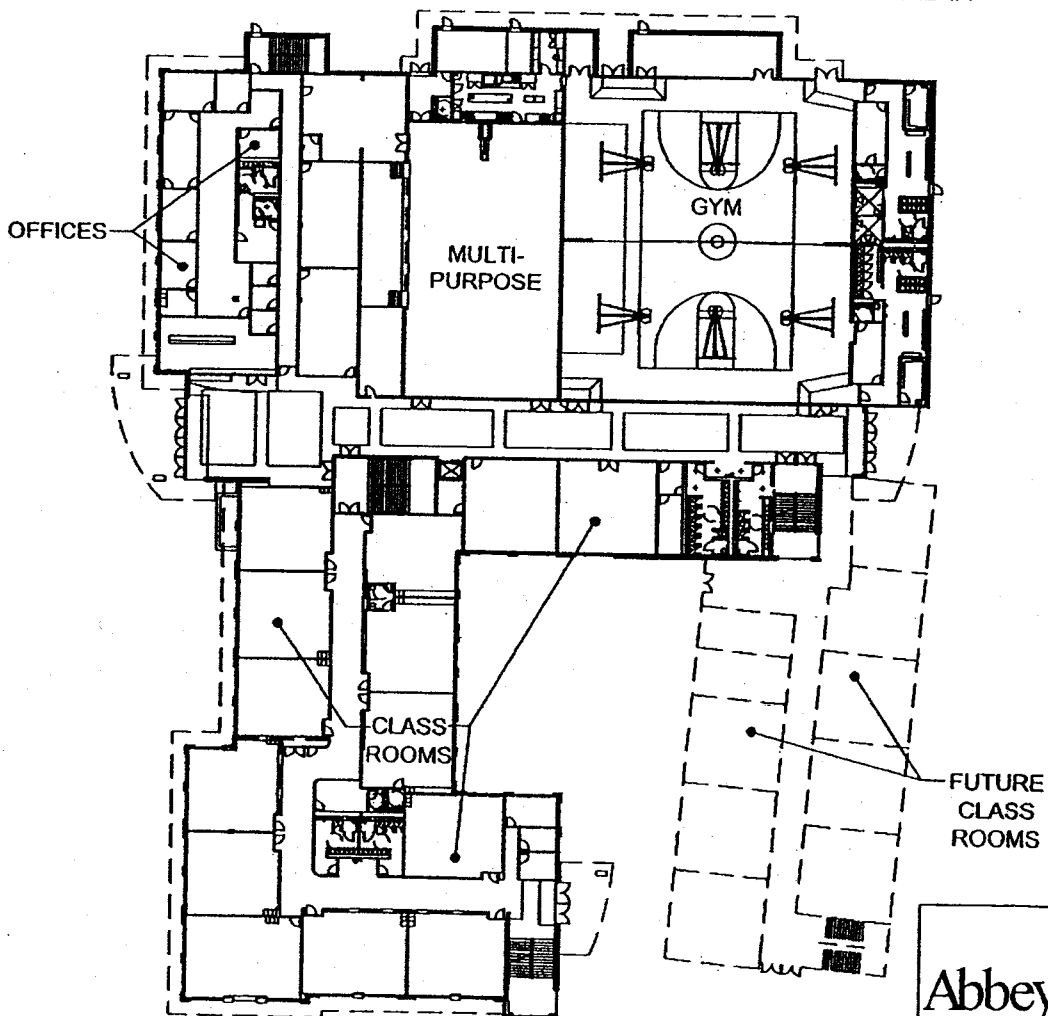 OFFICES
MULTI-
PURPOSE
GYM
CLASS
ROOMS
FUTURE
CLASS
ROOMS
Abbey